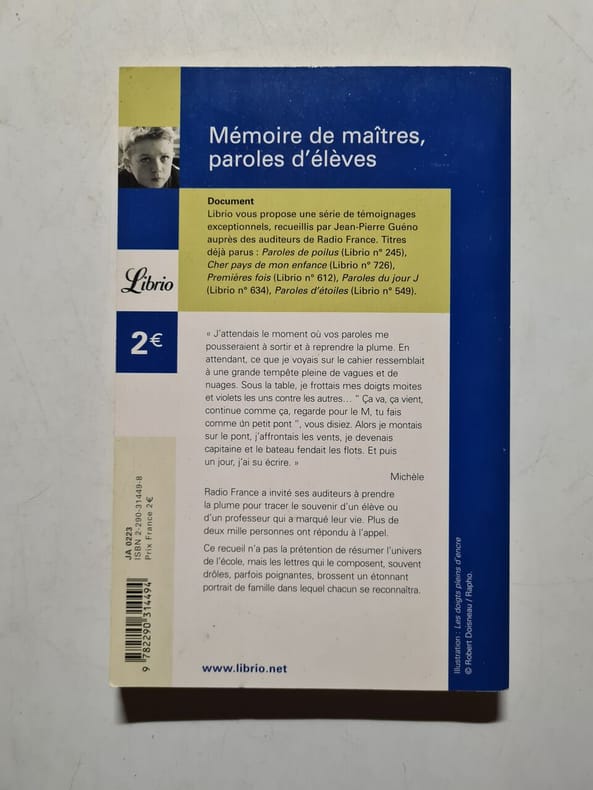 Mémoire de maîtres,
paroles d'élèves
Document
Librio vous propose une série de témoignages
exceptionnels, recueillis par Jean-Pierre Guéno
auprès des auditeurs de Radio France. Titres
déjà parus : Paroles de poilus (Librio n° 245),
Cher pays de mon enfance (Librio n° 726),
Premières fois (Librio n° 612), Paroles du jour J
(Librio n° 634), Paroles d'étoiles (Librio n° 549).
Librio
2€
« J'attendais le moment où vos paroles me
pousseraient à sortir et à reprendre la plume. En
attendant, ce que je voyais sur le cahier ressemblait
à une grande tempête pleine de vagues et de
nuages. Sous la table, je frottais mes doigts moites
et violets les uns contre les autres… " Ça va, ça vient,
continue comme ça, regarde pour le M, tu fais
comme un petit pont ", vous disiez. Alors je montais
sur le pont, j'affrontais les vents, je devenais
capitaine et le bateau fendait les flots. Et puis
un jour, j'ai su écrire. »
Michèle
Radio France a invité ses auditeurs à prendre
la plume pour tracer le souvenir d'un élève ou
d'un professeur qui a marqué leur vie. Plus de
deux mille personnes ont répondu à l'appel.
Ce recueil n'a pas la prétention de résumer l'univers
de l'école, mais les lettres qui le composent, souvent
drôles, parfois poignantes, brossent un étonnant
portrait de famille dans lequel chacun se reconnaîtra.
www.librio.net
JA 0223
ISBN 2-290-31449-8
Prix France 2€
9 782290 314494
Illustration : Les doigts pleins d'encre
© Robert Doisneau / Rapho.